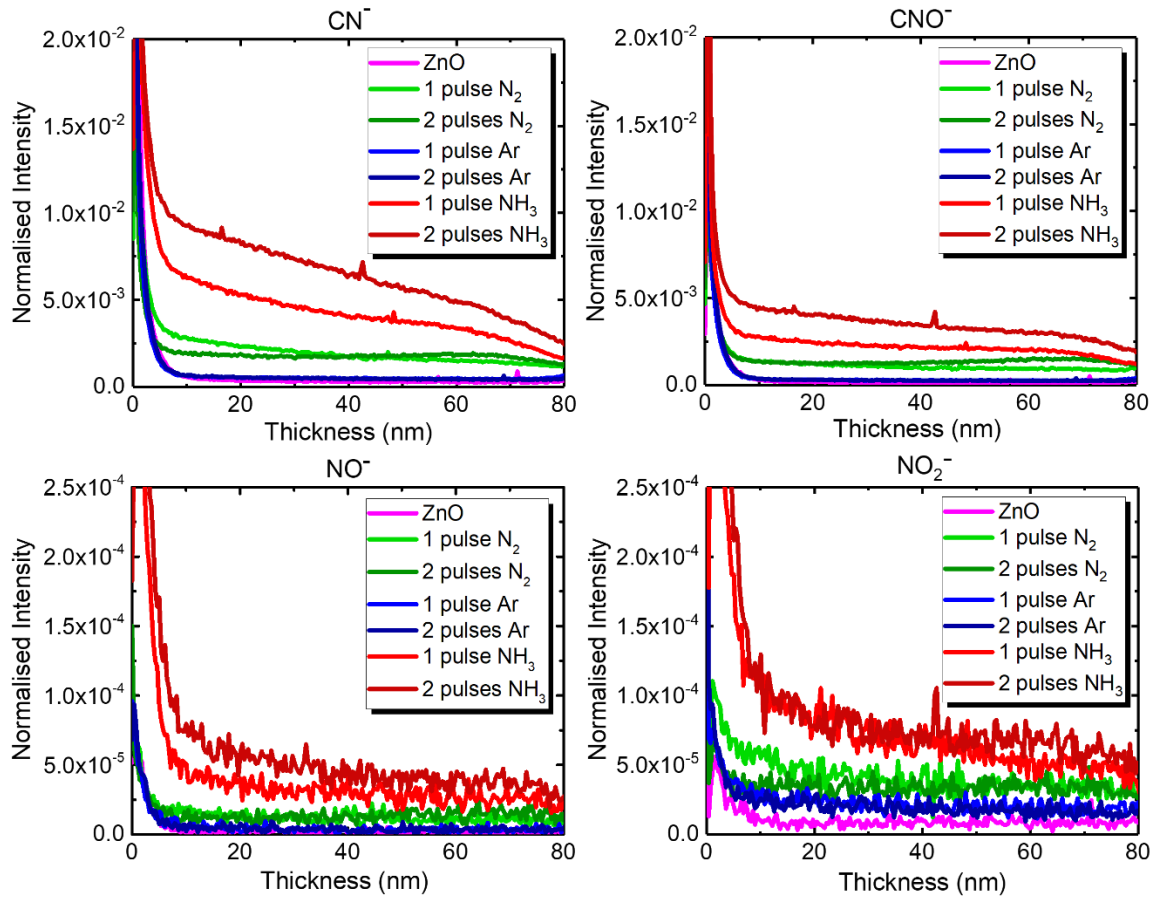 CN⁻
Normalised Intensity
2.0x10⁻²
1.5x10⁻²
1.0x10⁻²
5.0x10⁻³
0.0
ZnO
1 pulse N₂
2 pulses N₂
1 pulse Ar
2 pulses Ar
1 pulse NH₃
2 pulses NH₃
0 20 40 60 80
Thickness (nm)
CNO⁻
Normalised Intensity
2.0x10⁻²
1.5x10⁻²
1.0x10⁻²
5.0x10⁻³
0.0
ZnO
1 pulse N₂
2 pulses N₂
1 pulse Ar
2 pulses Ar
1 pulse NH₃
2 pulses NH₃
0 20 40 60 80
Thickness (nm)
NO⁻
Normalised Intensity
2.5x10⁻⁴
2.0x10⁻⁴
1.5x10⁻⁴
1.0x10⁻⁴
5.0x10⁻⁵
0.0
ZnO
1 pulse N₂
2 pulses N₂
1 pulse Ar
2 pulses Ar
1 pulse NH₃
2 pulses NH₃
0 20 40 60 80
Thickness (nm)
NO₂⁻
Normalised Intensity
2.5x10⁻⁴
2.0x10⁻⁴
1.5x10⁻⁴
1.0x10⁻⁴
5.0x10⁻⁵
0.0
ZnO
1 pulse N₂
2 pulses N₂
1 pulse Ar
2 pulses Ar
1 pulse NH₃
2 pulses NH₃
0 20 40 60 80
Thickness (nm)